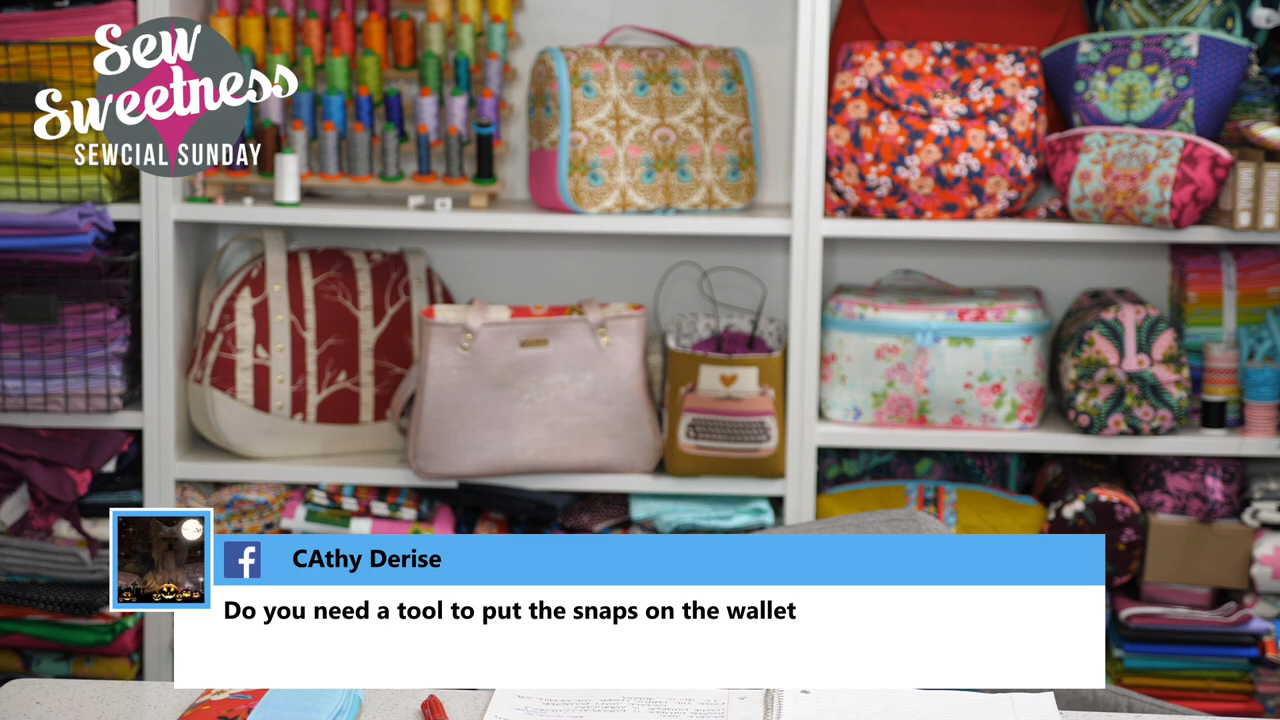 Sew
Sweetness
SEWCIAL SUNDAY
CAthy Derise
Do you need a tool to put the snaps on the wallet